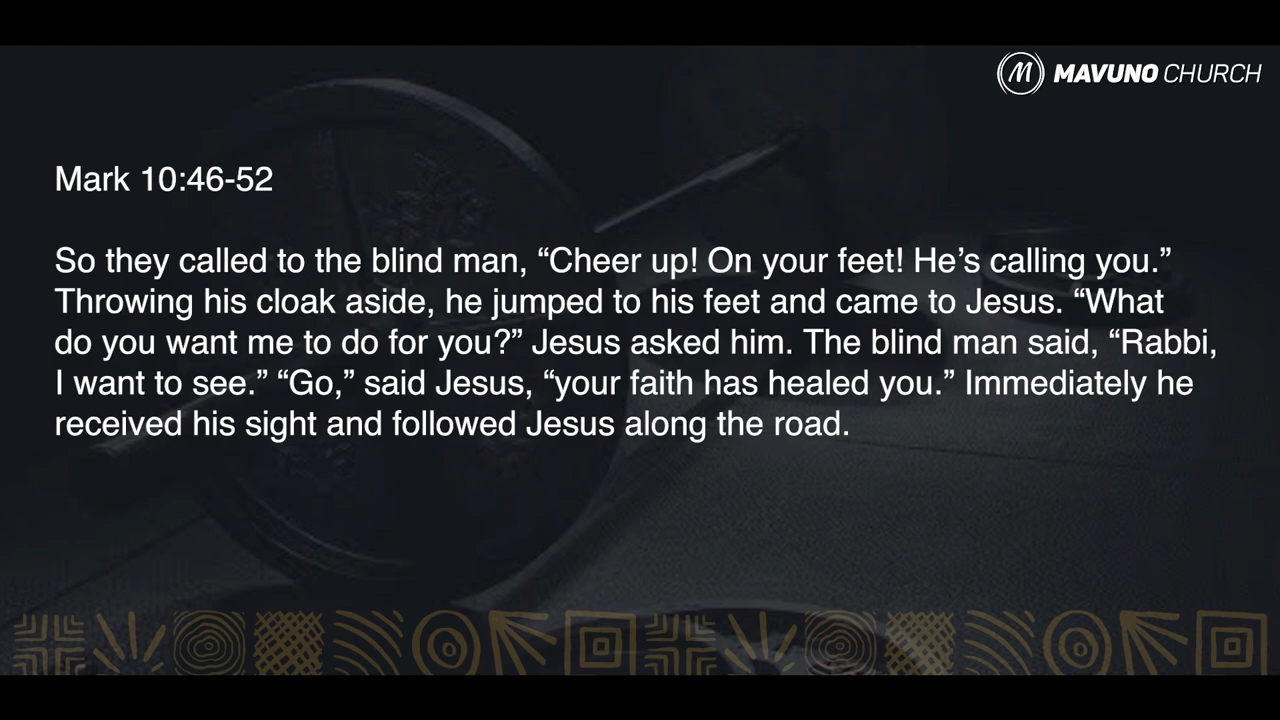 MAVUNO CHURCH
Mark 10:46-52
So they called to the blind man, “Cheer up! On your feet! He’s calling you.”
Throwing his cloak aside, he jumped to his feet and came to Jesus. “What
do you want me to do for you?” Jesus asked him. The blind man said, “Rabbi,
I want to see.” “Go,” said Jesus, “your faith has healed you.” Immediately he
received his sight and followed Jesus along the road.